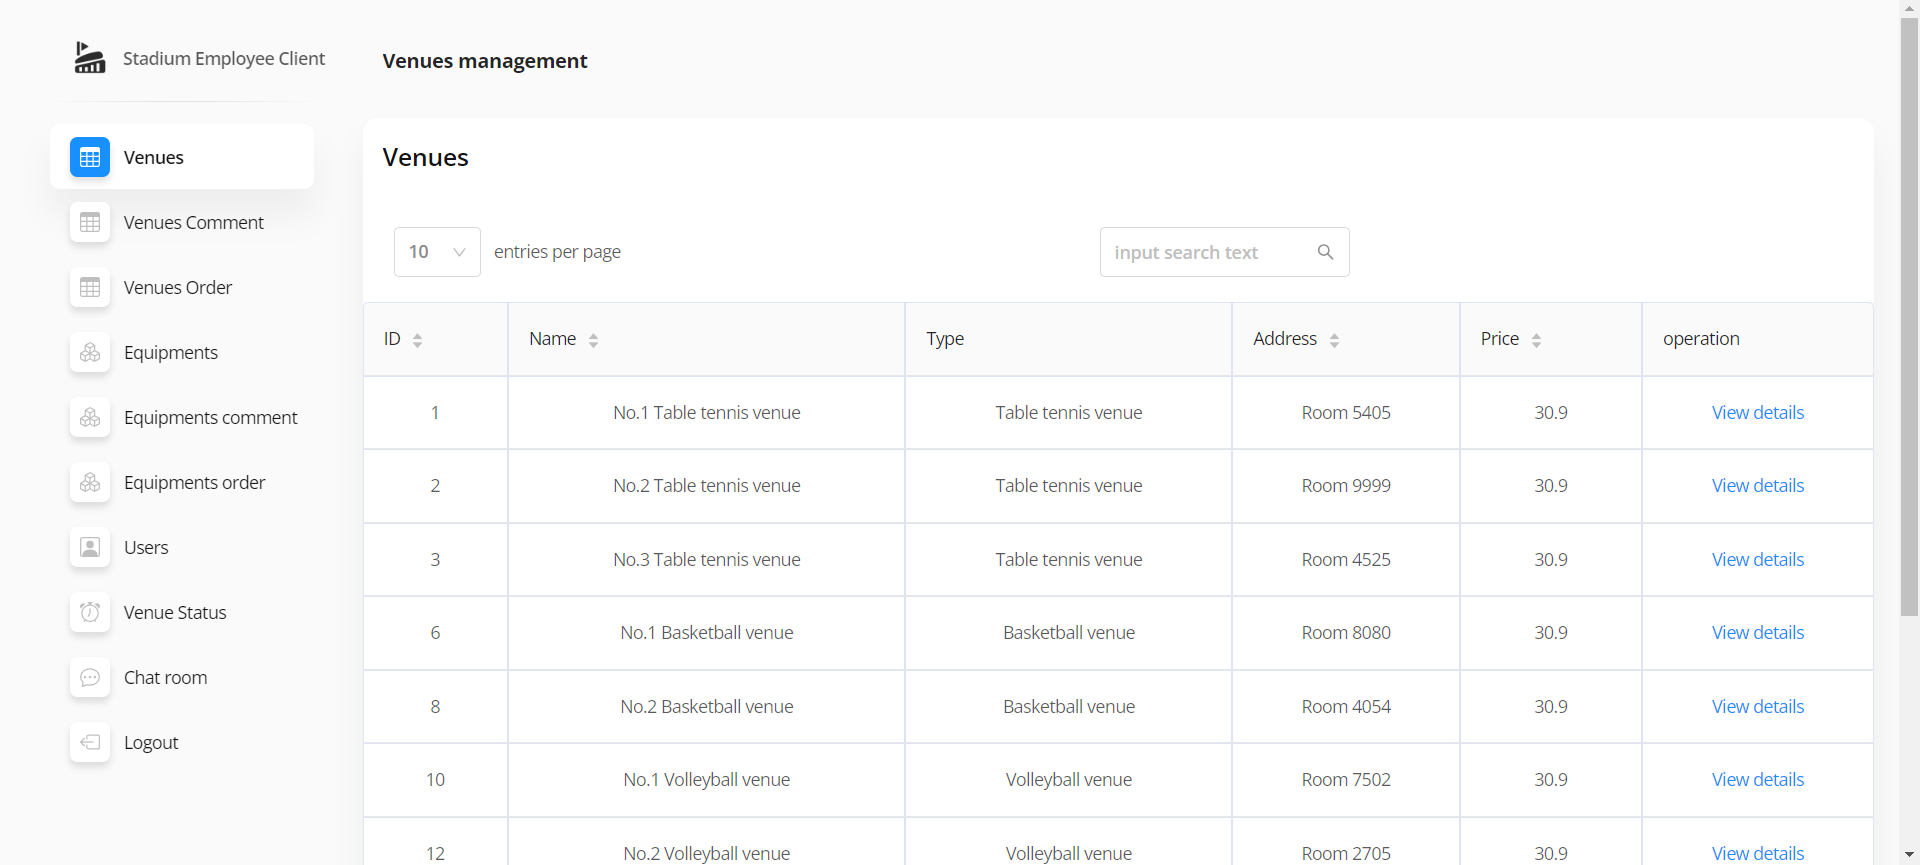 Stadium Employee Client
Venues management
Venues
Venues Comment
Venues Order
Equipments
Equipments comment
Equipments order
Users
Venue Status
Chat room
Logout
Venues
10 entries per page
input search text
ID Name Type Address Price operation
1 No.1 Table tennis venue Table tennis venue Room 5405 30.9 View details
2 No.2 Table tennis venue Table tennis venue Room 9999 30.9 View details
3 No.3 Table tennis venue Table tennis venue Room 4525 30.9 View details
6 No.1 Basketball venue Basketball venue Room 8080 30.9 View details
8 No.2 Basketball venue Basketball venue Room 4054 30.9 View details
10 No.1 Volleyball venue Volleyball venue Room 7502 30.9 View details
12 No.2 Volleyball venue Volleyball venue Room 2705 30.9 View details